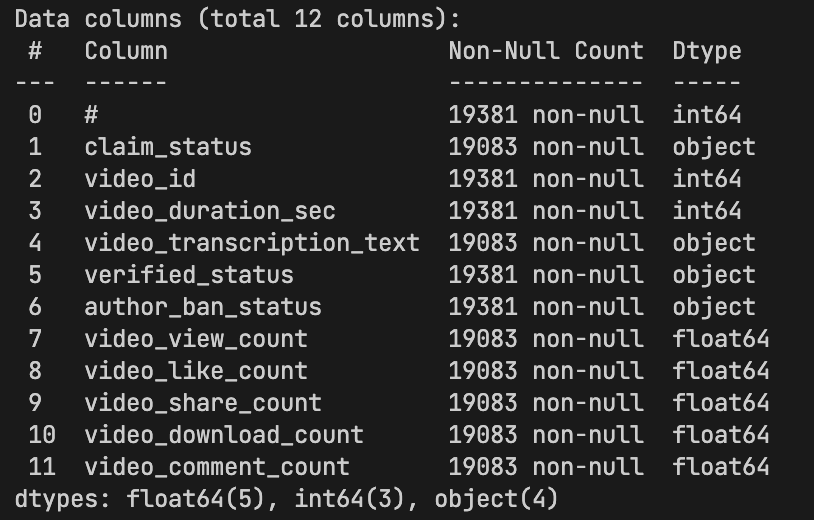 Data columns (total 12 columns):
 #   Column                    Non-Null Count  Dtype
---  ------                    --------------  -----
 0   #                         19381 non-null  int64
 1   claim_status              19083 non-null  object
 2   video_id                  19381 non-null  int64
 3   video_duration_sec        19381 non-null  int64
 4   video_transcription_text  19083 non-null  object
 5   verified_status           19381 non-null  object
 6   author_ban_status         19381 non-null  object
 7   video_view_count          19083 non-null  float64
 8   video_like_count          19083 non-null  float64
 9   video_share_count         19083 non-null  float64
 10  video_download_count      19083 non-null  float64
 11  video_comment_count       19083 non-null  float64
dtypes: float64(5), int64(3), object(4)